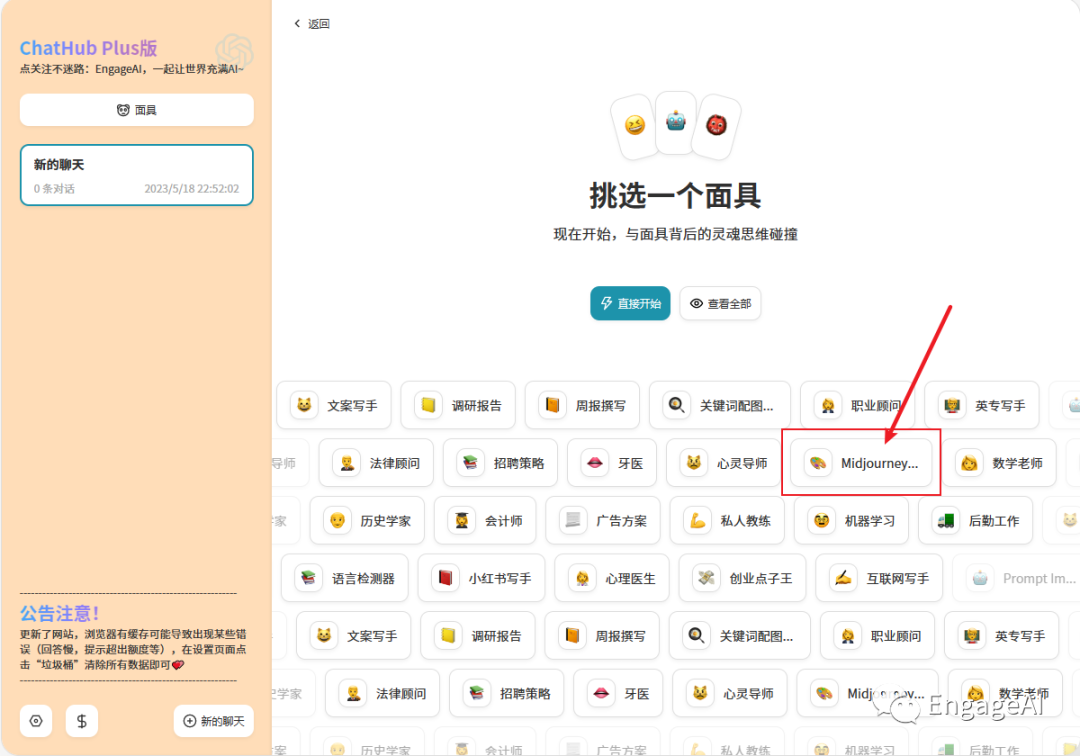 ChatHub Plus版
点关注不迷路：EngageAI，一起让世界充满AI~
面具
新的聊天
0 条对话 2023/5/18 22:52:02
公告注意！
更新了网站，浏览器有缓存可能导致出现某些错
误（回答慢，提示超出额度等），在设置页面点
击“垃圾桶”清除所有数据即可
新的聊天
返回
挑选一个面具
现在开始，与面具背后的灵魂思维碰撞
直接开始 查看全部
文案写手 调研报告 周报撰写 关键词配图... 职业顾问 英专写手
导师 法律顾问 招聘策略 牙医 心灵导师 Midjourney... 数学老师
家 历史学家 会计师 广告方案 私人教练 机器学习 后勤工作
语言检测器 小红书写手 心理医生 创业点子王 互联网写手 Prompt Im...
文案写手 调研报告 周报撰写 关键词配图... 职业顾问 英专写手
史学家 法律顾问 招聘策略 牙医 心灵导师 Midjourney... 数学老师
案 历史学家 会计师 广告方案 私人教练 机器学习 后勤工作
EngageAI